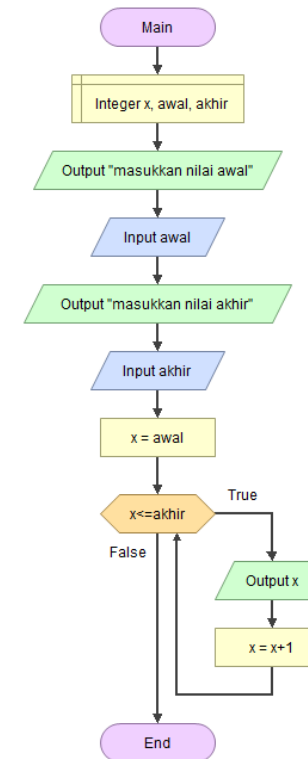 Main
Integer x, awal, akhir
Output "masukkan nilai awal"
Input awal
Output "masukkan nilai akhir"
Input akhir
x = awal
x<=akhir
True
False
Output x
x = x+1
End